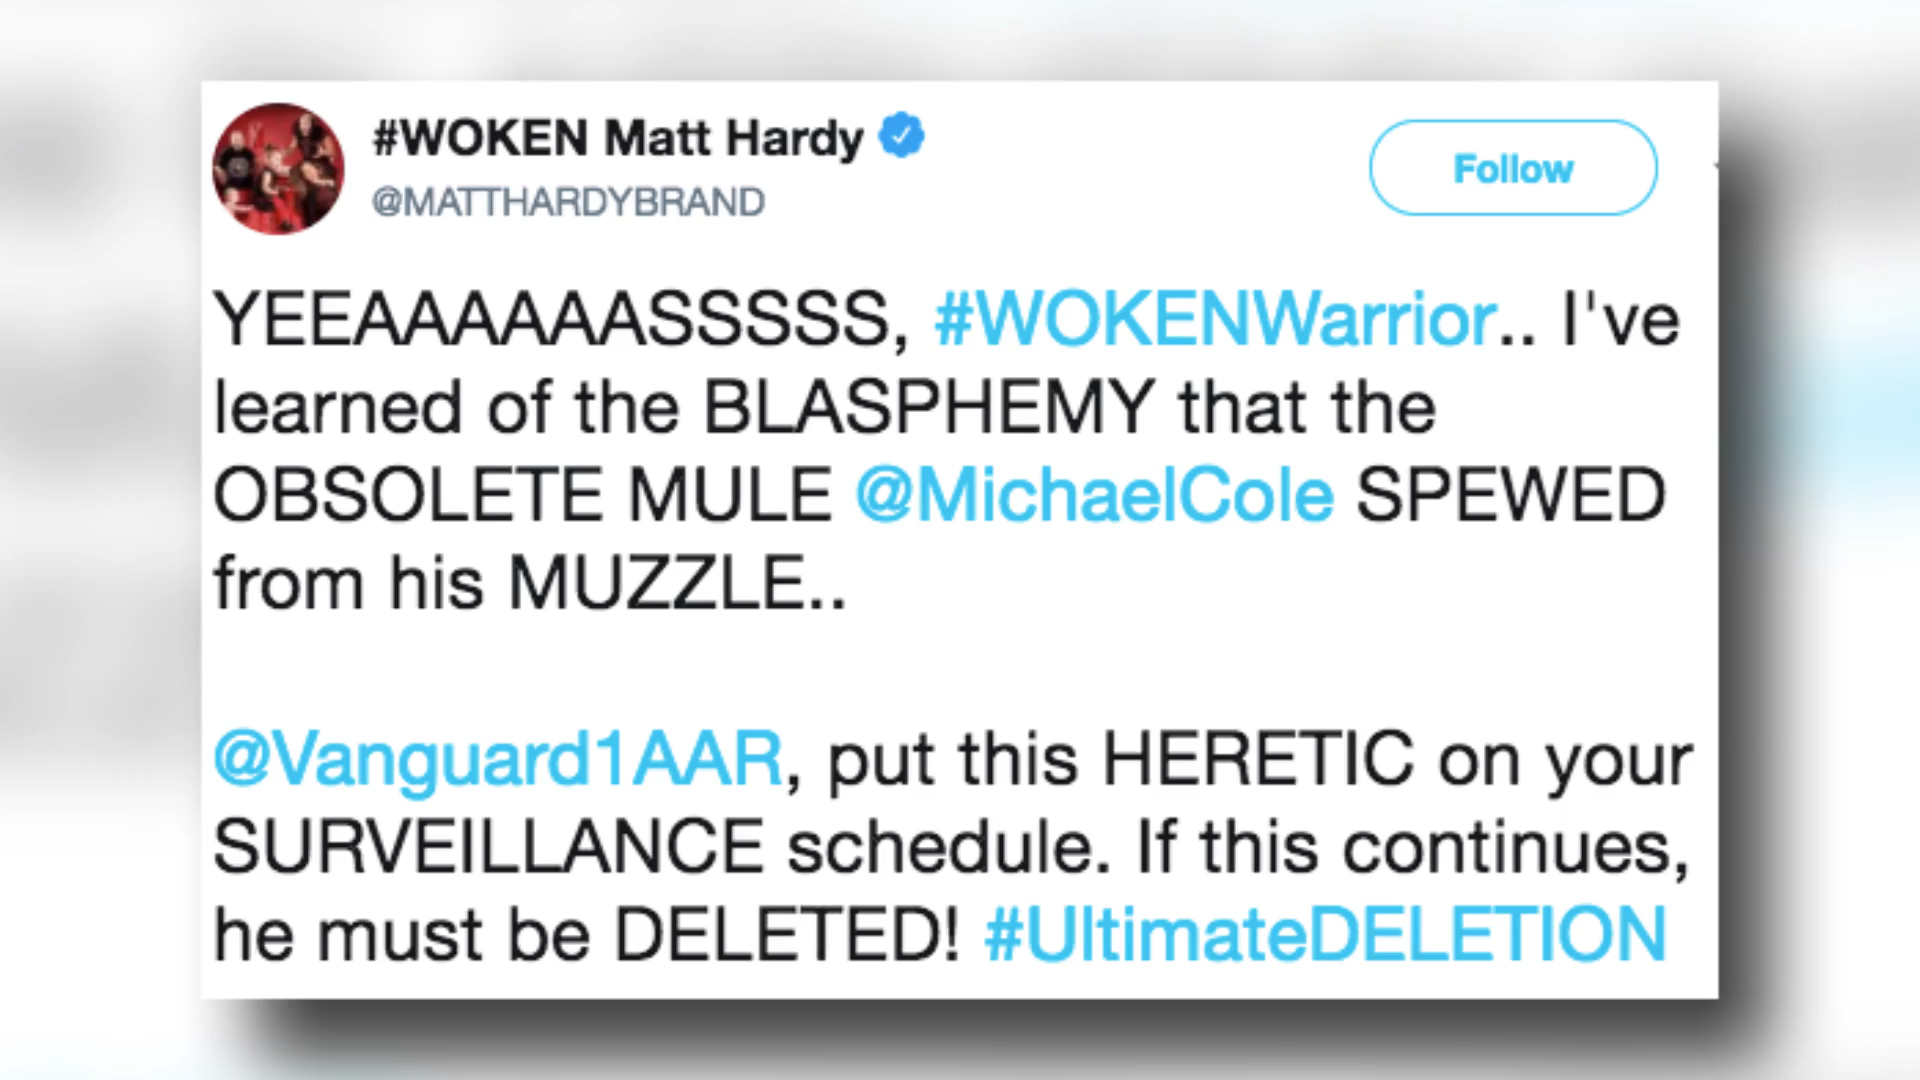 #WOKEN Matt Hardy
@MATTHARDYBRAND
Follow
YEEAAAAAASSSSS, #WOKENWarrior.. I've
learned of the BLASPHEMY that the
OBSOLETE MULE @MichaelCole SPEWED
from his MUZZLE..
@Vanguard1AAR, put this HERETIC on your
SURVEILLANCE schedule. If this continues,
he must be DELETED! #UltimateDELETION